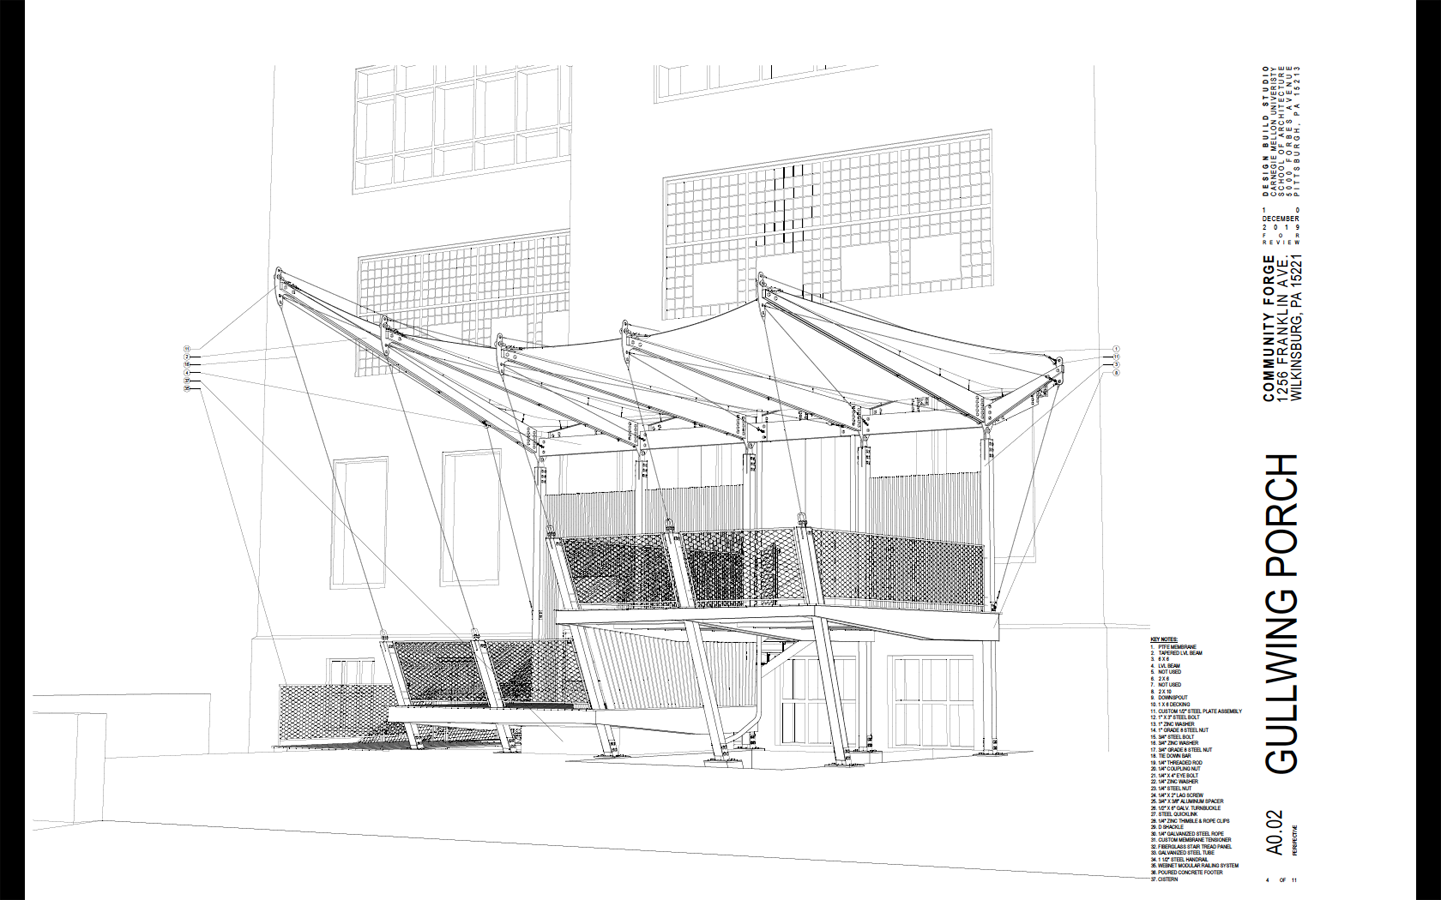 DESIGN BUILD STUDIO
CARNEGIE MELLON UNIVERISTY
SCHOOL OF ARCHITECTURE
5000 FORBES AVENUE
PITTSBURGH, PA 15213
10
DECEMBER
2019
FOR
REVIEW
COMMUNITY FORGE
1256 FRANKLIN AVE.
WILKINSBURG, PA 15221
GULLWING PORCH
A0.02
PERSPECTIVE
4 OF 11
11
2
4
1
11
3
KEY NOTES:
1. PTFE MEMBRANE
2. TAPERED LVL BEAM
3. 6 X 6
4. LVL BEAM
5. NOT USED
6. 2 X 6
7. NOT USED
8. 2 X 10
9. DOWNSPOUT
10. 1 X 6 DECKING
11. CUSTOM 1/2" STEEL PLATE ASSEMBLY
12. 1" X 3" STEEL BOLT
13. 1" ZINC WASHER
14. 1" GRADE 8 STEEL NUT
15. 3/4" STEEL BOLT
16. 3/4" ZINC WASHER
17. 3/4" GRADE 8 STEEL NUT
18. TIE DOWN BAR
19. 1/4" THREADED ROD
20. 1/4" COUPLING NUT
21. 1/4" X 4" EYE BOLT
22. 1/4" ZINC WASHER
23. 1/4" STEEL NUT
24. 1/4" X 2" LAG SCREW
25. 3/4" X 3/8" ALUMINUM SPACER
26. 1/2" X 6" GALV. TURNBUCKLE
27. STEEL QUICKLINK
28. 1/4" ZINC THIMBLE & ROPE CLIPS
29. D SHACKLE
30. 1/4" GALVANIZED STEEL ROPE
31. CUSTOM MEMBRANE TENSIONER
32. FIBERGLASS STAIR TREAD PANEL
33. GALVANIZED STEEL TUBE
34. 1 1/2" STEEL HANDRAIL
35. WEBNET MODULAR RAILING SYSTEM
36. POURED CONCRETE FOOTER
37. CISTERN